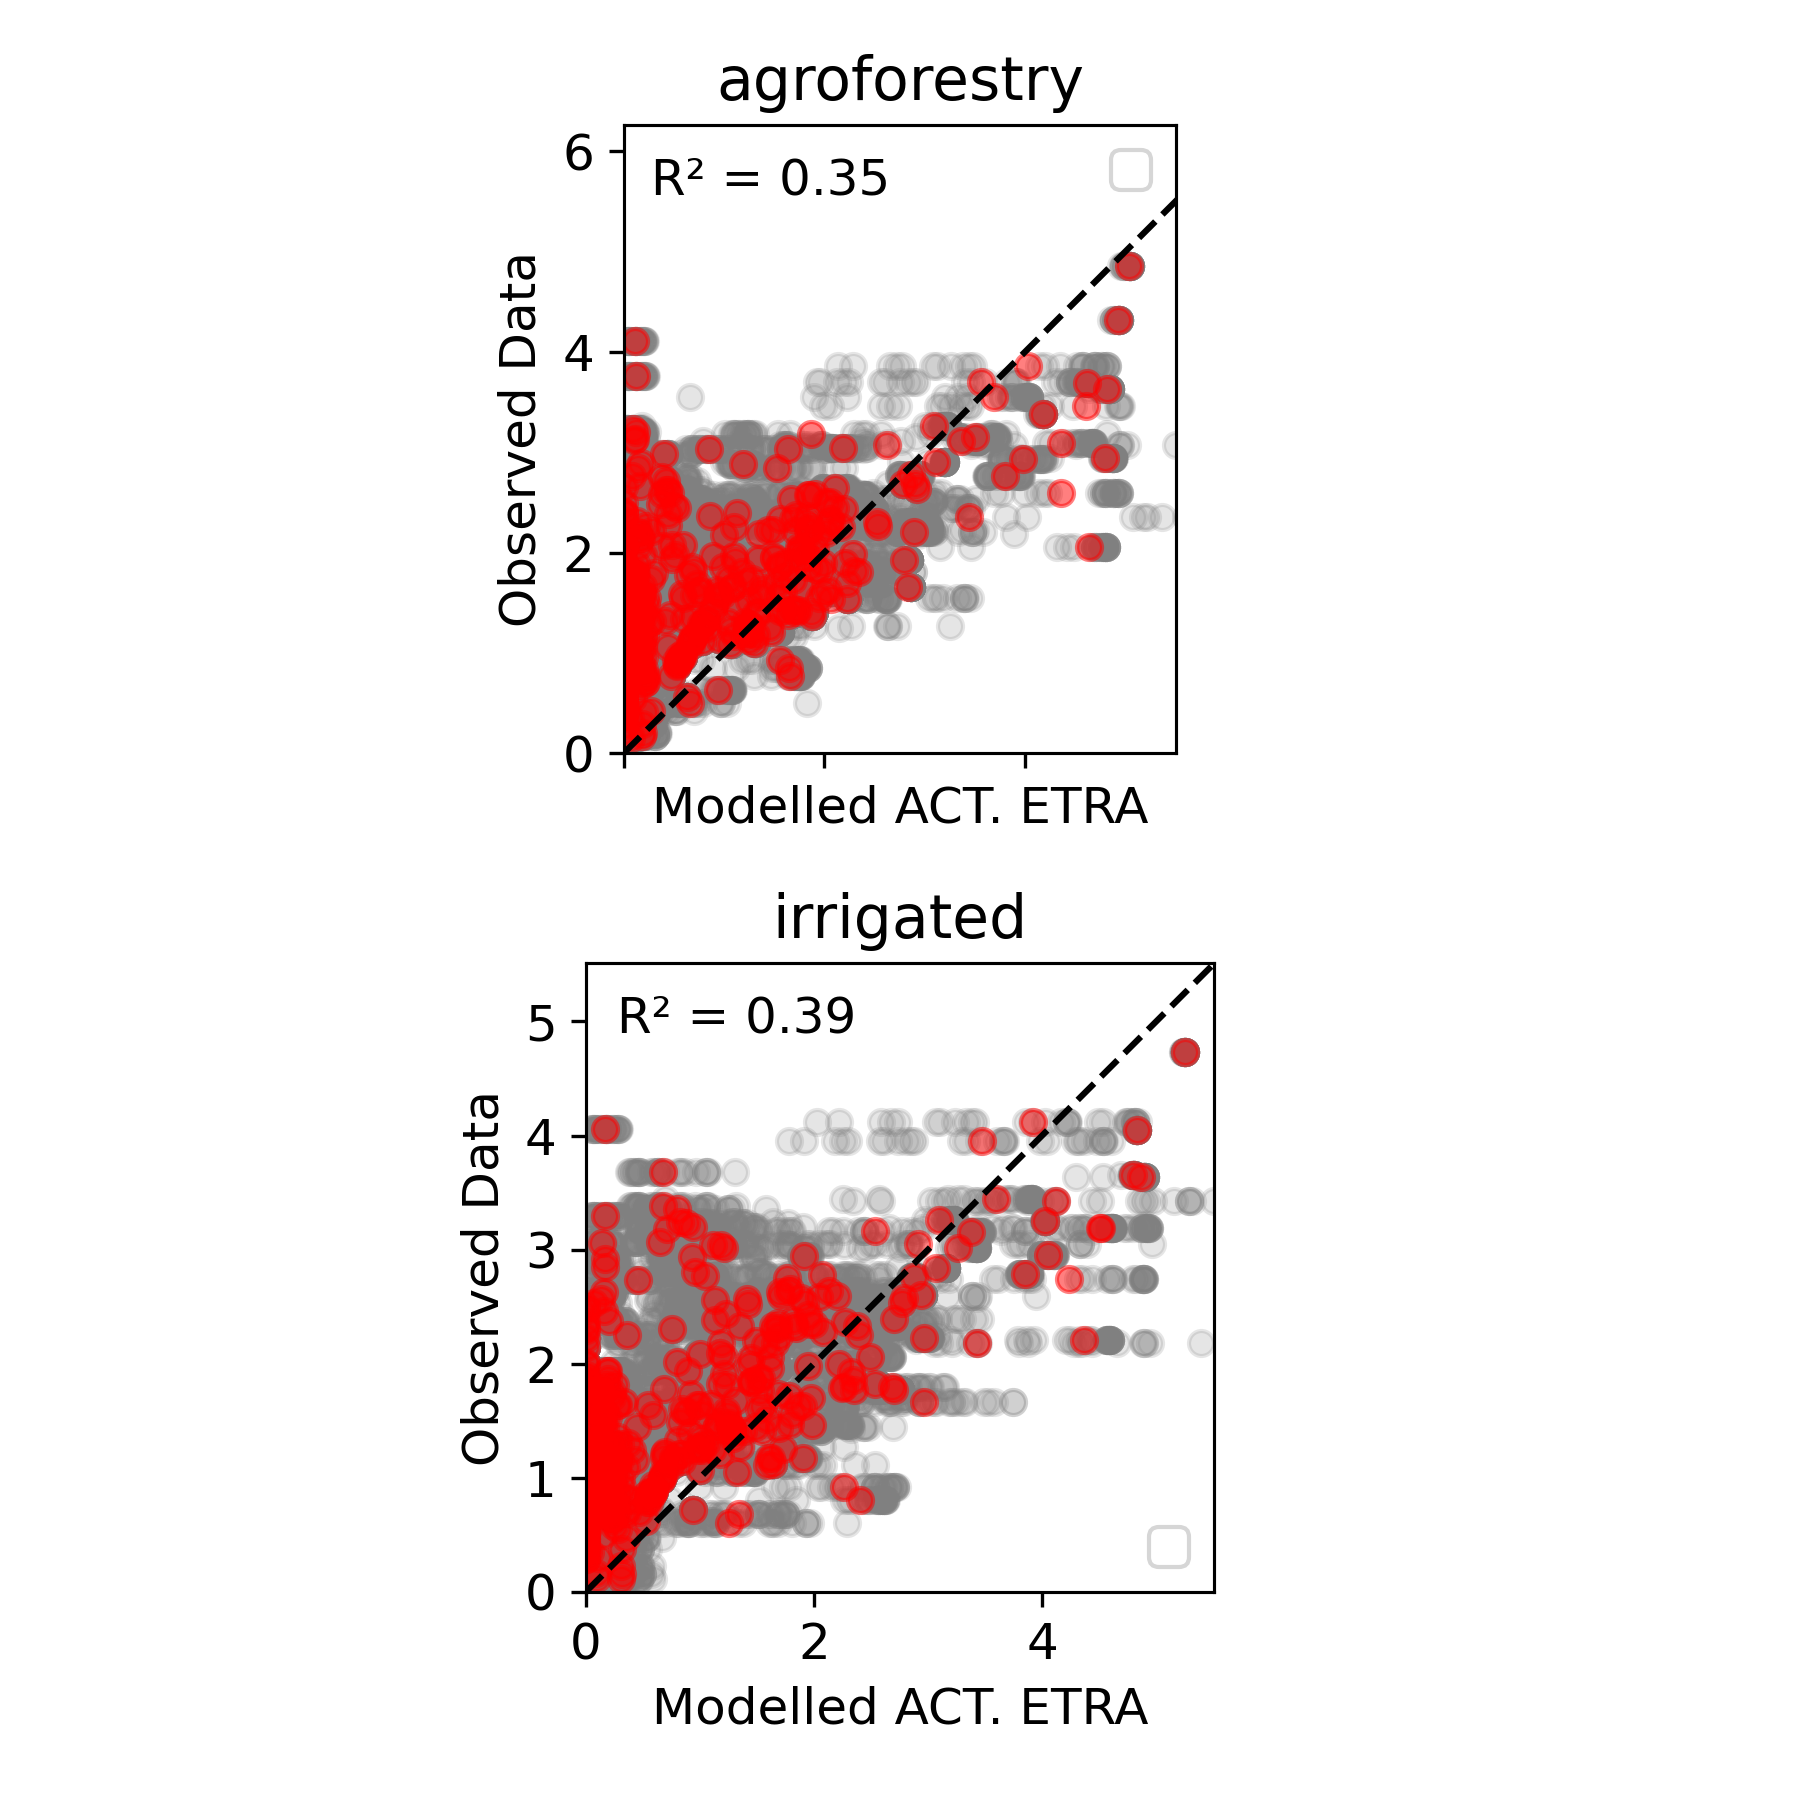 agroforestry
6
R² = 0.35
4
2
0
Observed Data
Modelled ACT. ETRA
irrigated
R² = 0.39
5
4
3
2
1
0
Observed Data
0 2 4
Modelled ACT. ETRA